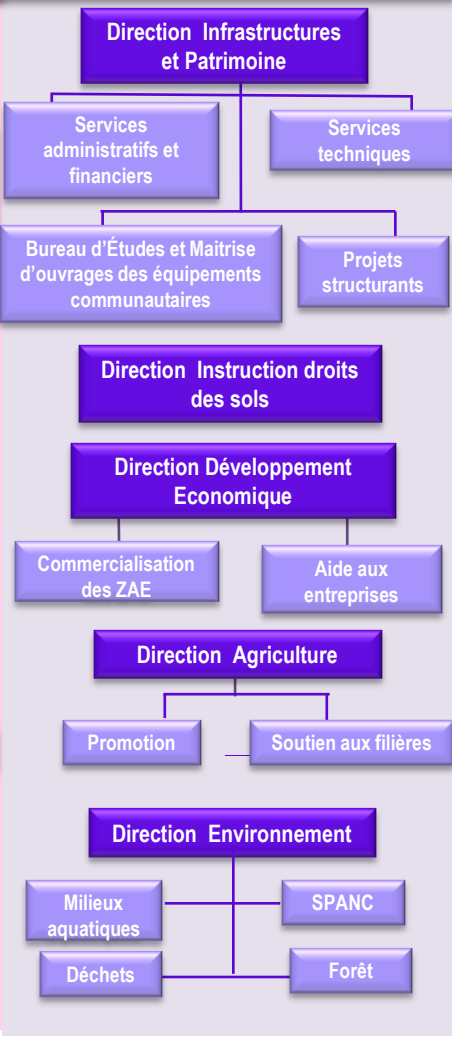 Direction Infrastructures
et Patrimoine
Services
administratifs et
financiers
Services
techniques
Bureau d'Études et Maitrise
d'ouvrages des équipements
communautaires
Projets
structurants
Direction Instruction droits
des sols
Direction Développement
Economique
Commercialisation
des ZAE
Aide aux
entreprises
Direction Agriculture
Promotion
Soutien aux filières
Direction Environnement
Milieux
aquatiques
SPANC
Déchets
Forêt